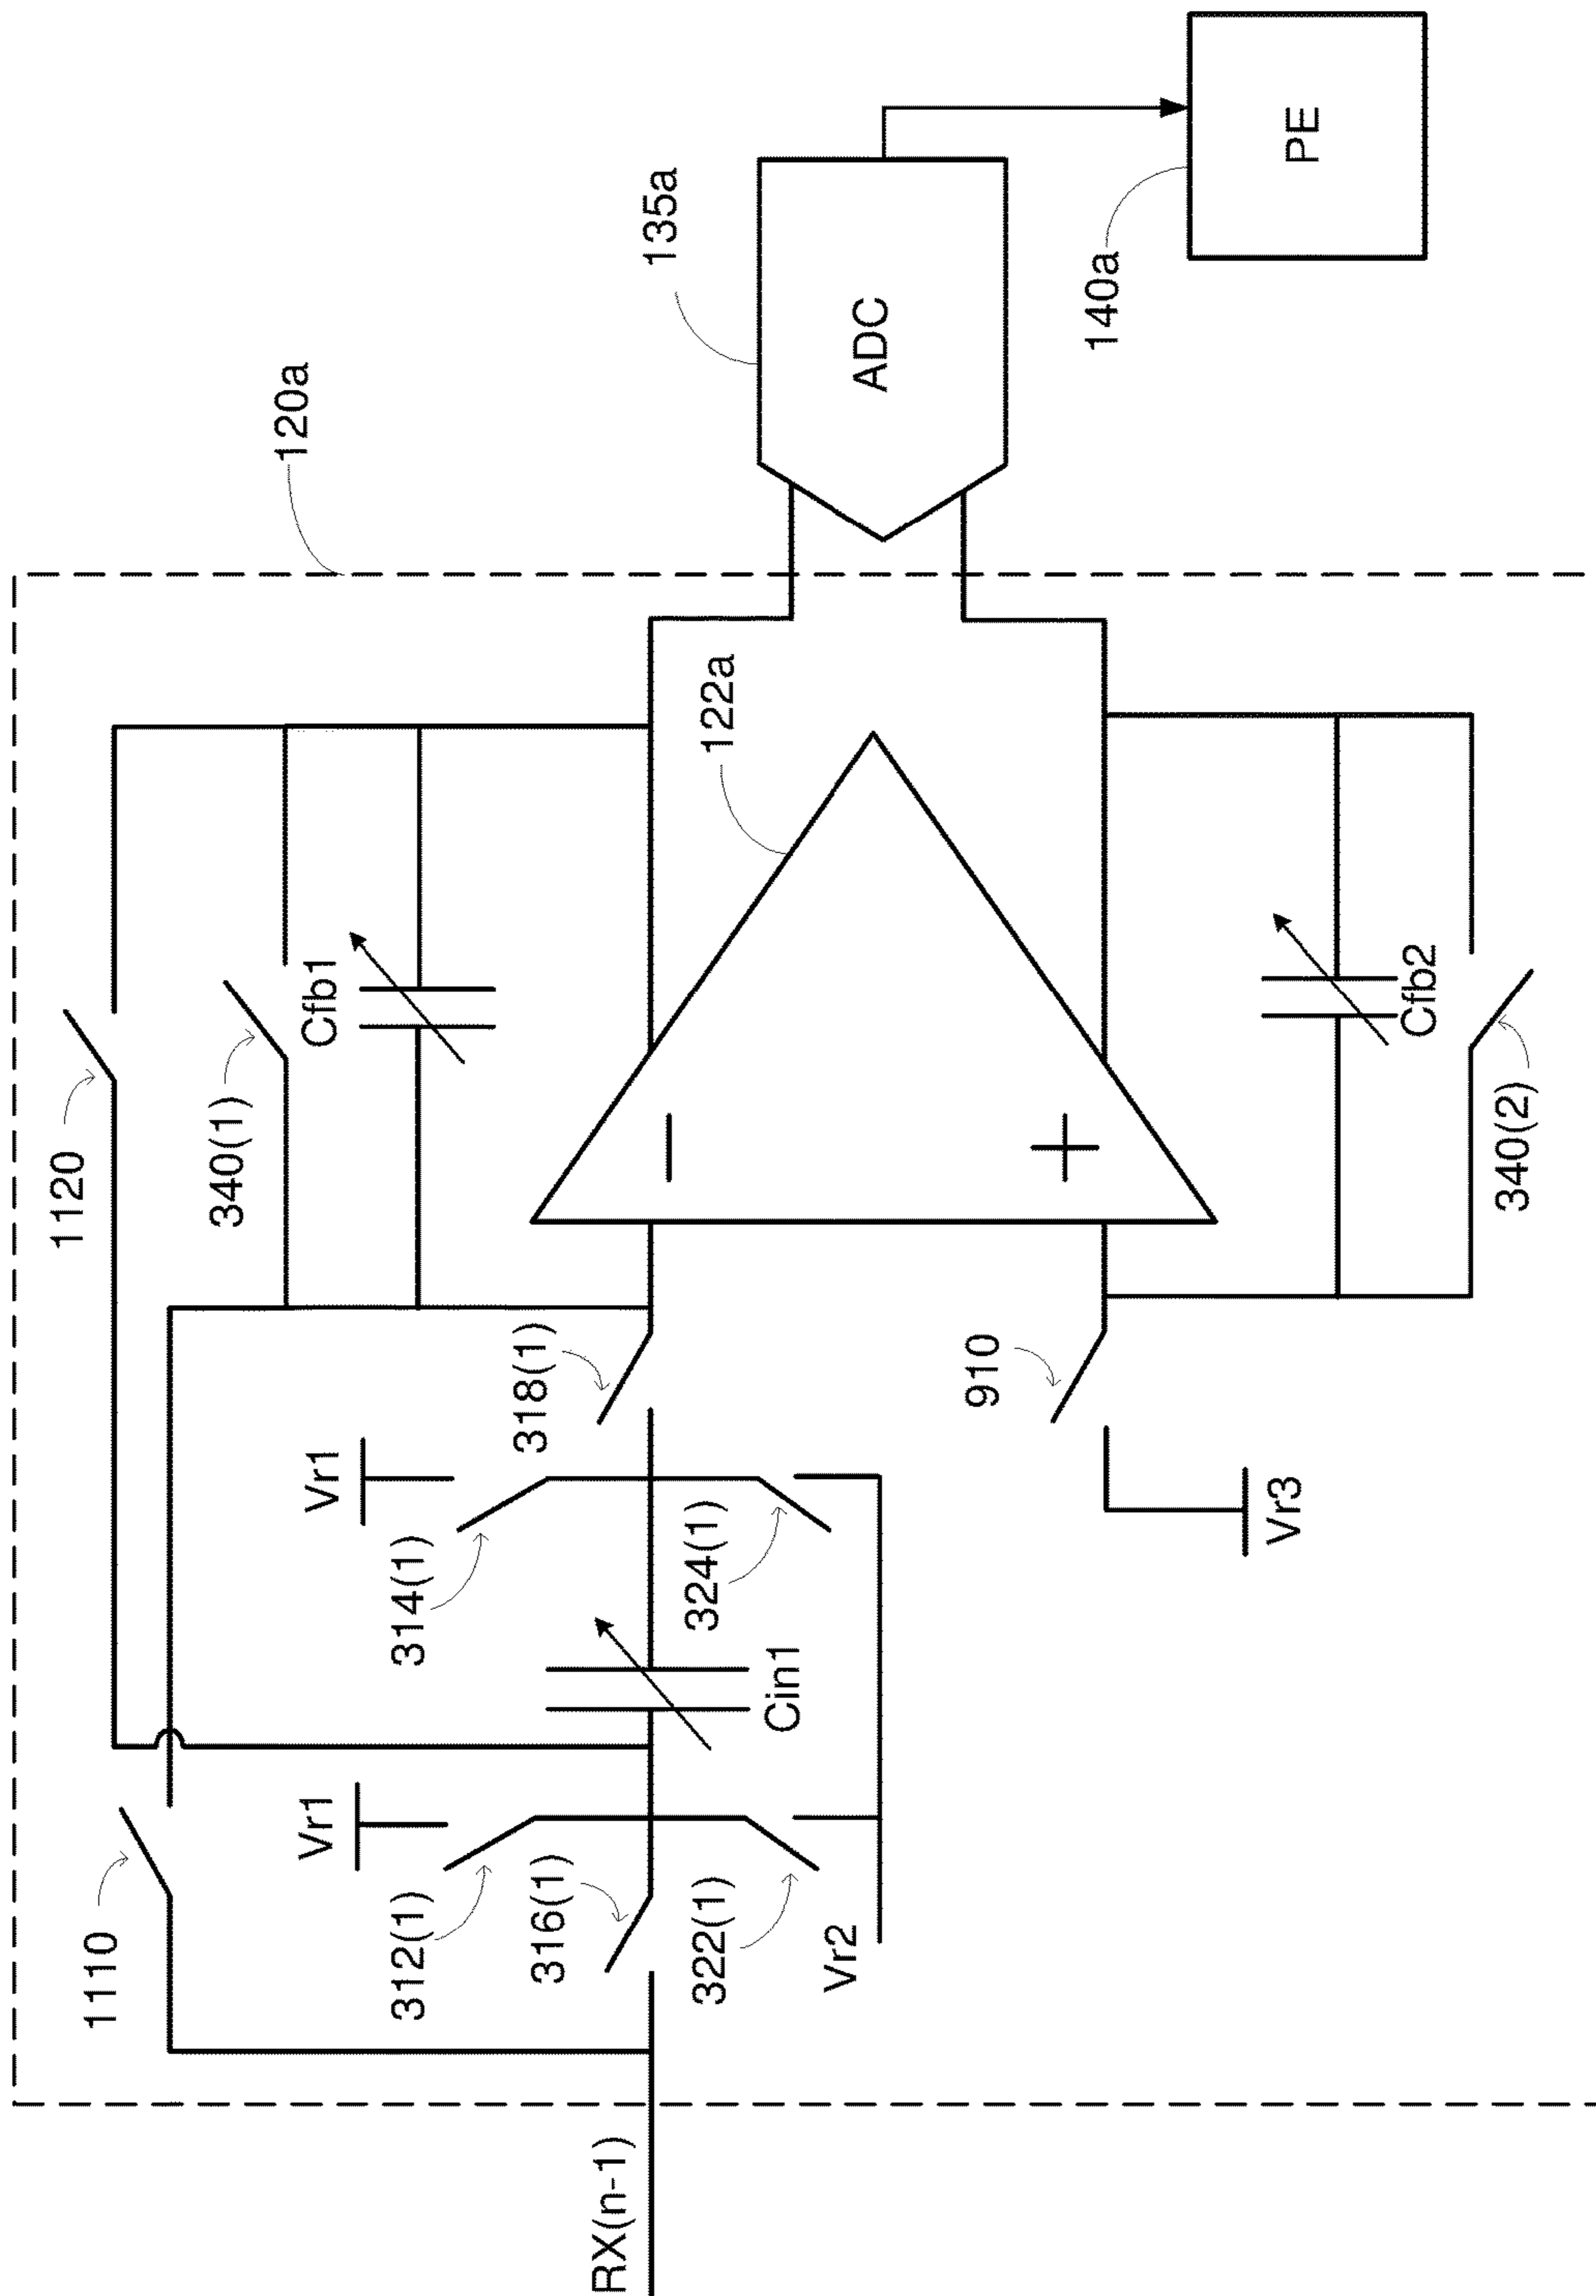 120a
1120
1110
340(1)
Cfb1
318(1)
Vr1
314(1)
Vr1
312(1)
316(1)
RX(n-1)
122a
135a
ADC
324(1)
Cin1
322(1)
Vr2
910
Vr3
Cfb2
340(2)
140a
PE